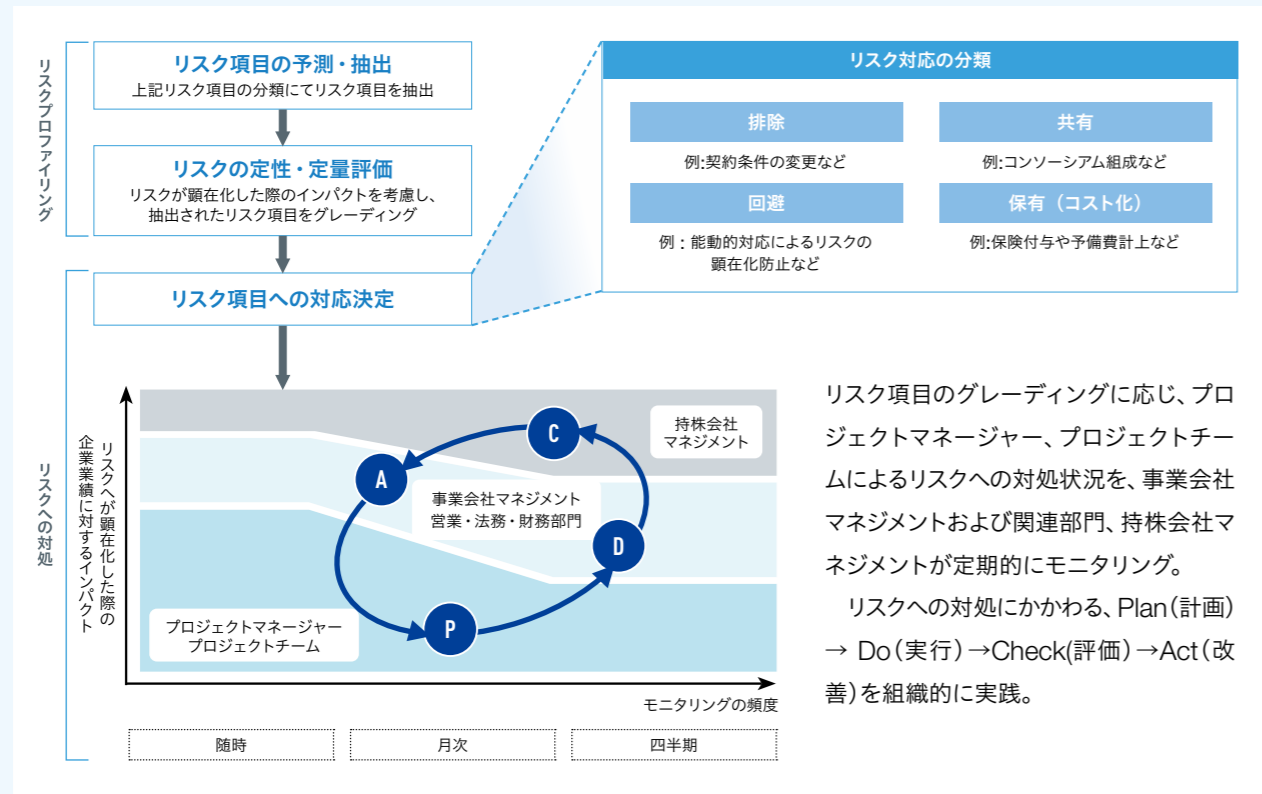 リスクプロファイリング
リスク項目の予測・抽出
上記リスク項目の分類にてリスク項目を抽出
リスクの定性・定量評価
リスクが顕在化した際のインパクトを考慮し、
抽出されたリスク項目をグレーディング
リスクへの対処
リスク項目への対応決定
リスク対応の分類
排除
例:契約条件の変更など
共有
例:コンソーシアム組成など
回避
例：能動的対応によるリスクの
顕在化防止など
保有（コスト化）
例:保険付与や予備費計上など
リスクへが顕在化した際の
企業業績に対するインパクト
持株会社
マネジメント
事業会社マネジメント
営業・法務・財務部門
プロジェクトマネージャー
プロジェクトチーム
C
A
D
P
モニタリングの頻度
随時
月次
四半期
リスク項目のグレーディングに応じ、プロ
ジェクトマネージャー、プロジェクトチー
ムによるリスクへの対処状況を、事業会社
マネジメントおよび関連部門、持株会社マ
ネジメントが定期的にモニタリング。
リスクへの対処にかかわる、Plan（計画）
→ Do（実行）→Check(評価）→Act（改
善）を組織的に実践。